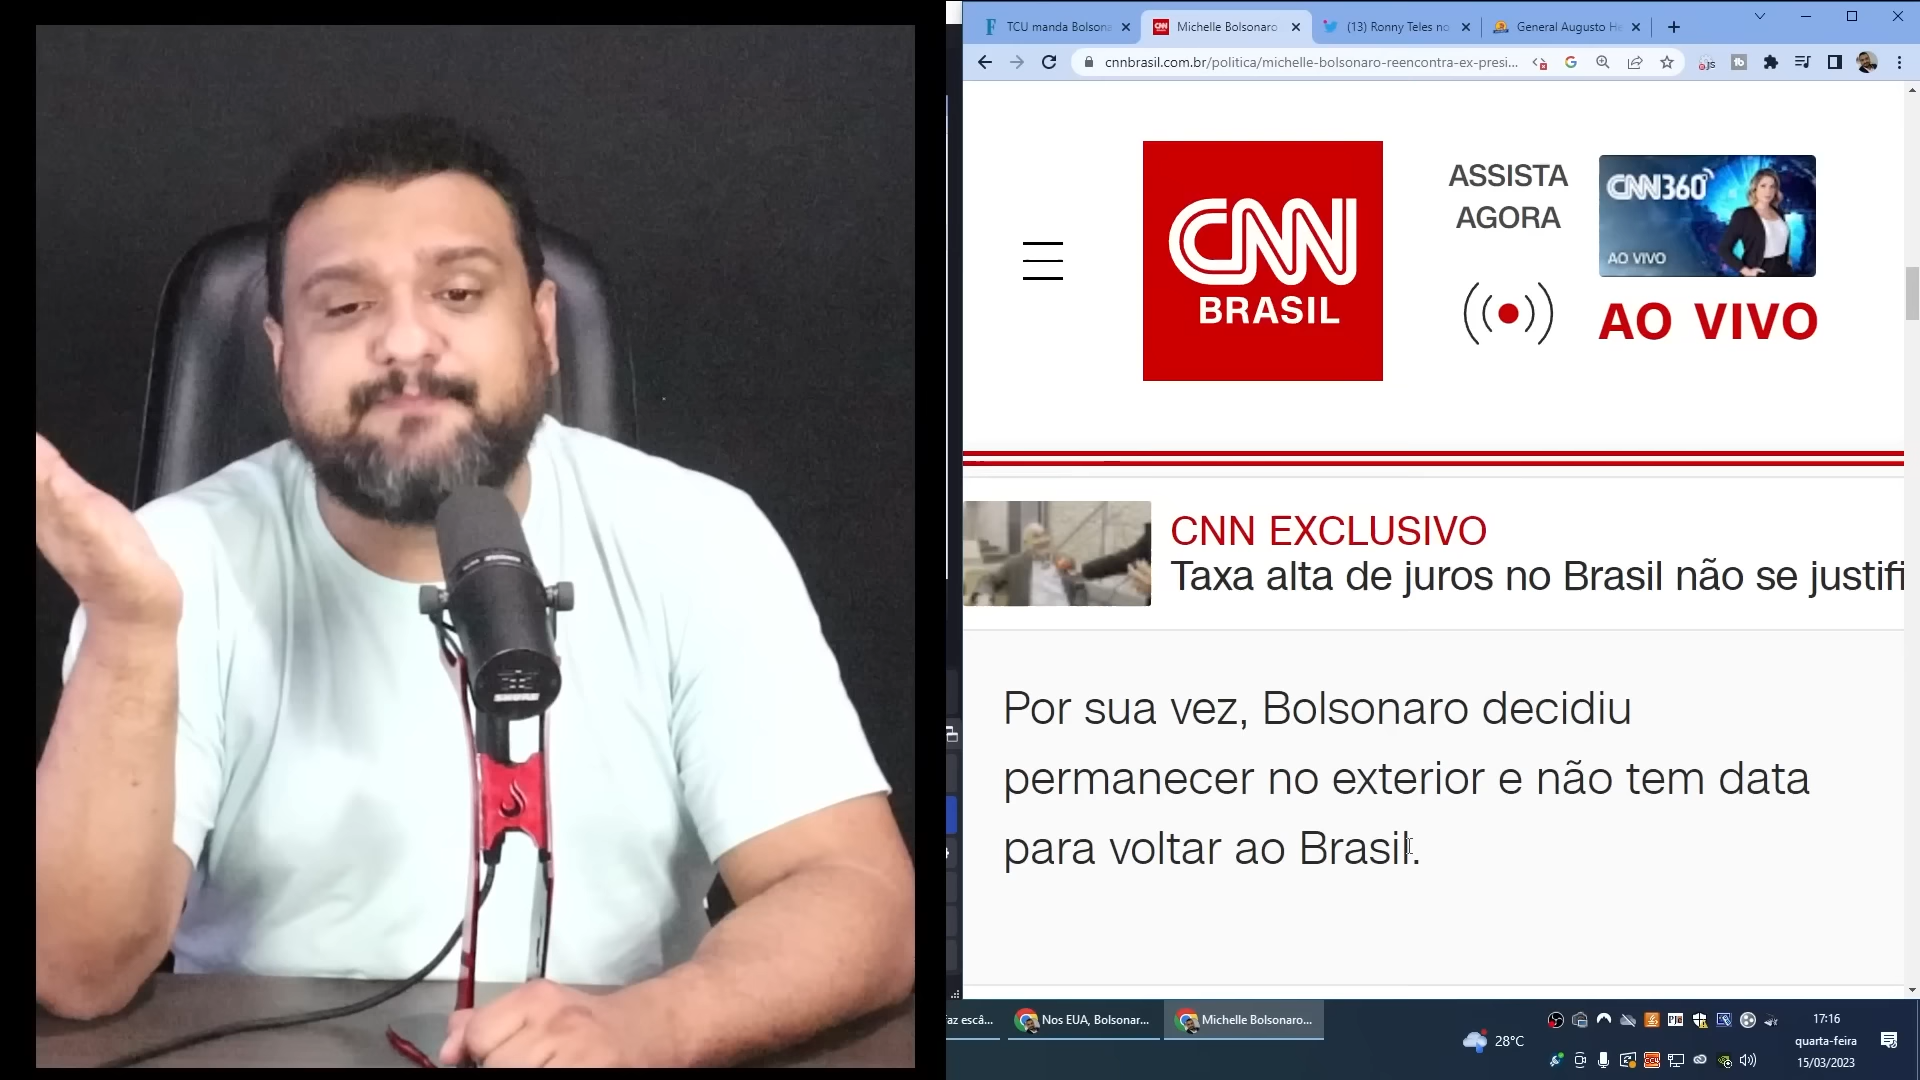 TCU manda Bolsona
Michelle Bolsonaro
(13) Ronny Teles no
General Augusto He
cnnbrasil.com.br/politica/michelle-bolsonaro-reencontra-ex-presi...
CNN
BRASIL
ASSISTA
AGORA
CNN360°
AO VIVO
AO VIVO
CNN EXCLUSIVO
Taxa alta de juros no Brasil não se justifi
Por sua vez, Bolsonaro decidiu
permanecer no exterior e não tem data
para voltar ao Brasil.
faz escâ...
Nos EUA, Bolsonar...
Michelle Bolsonaro...
28°C
17:16
quarta-feira
15/03/2023